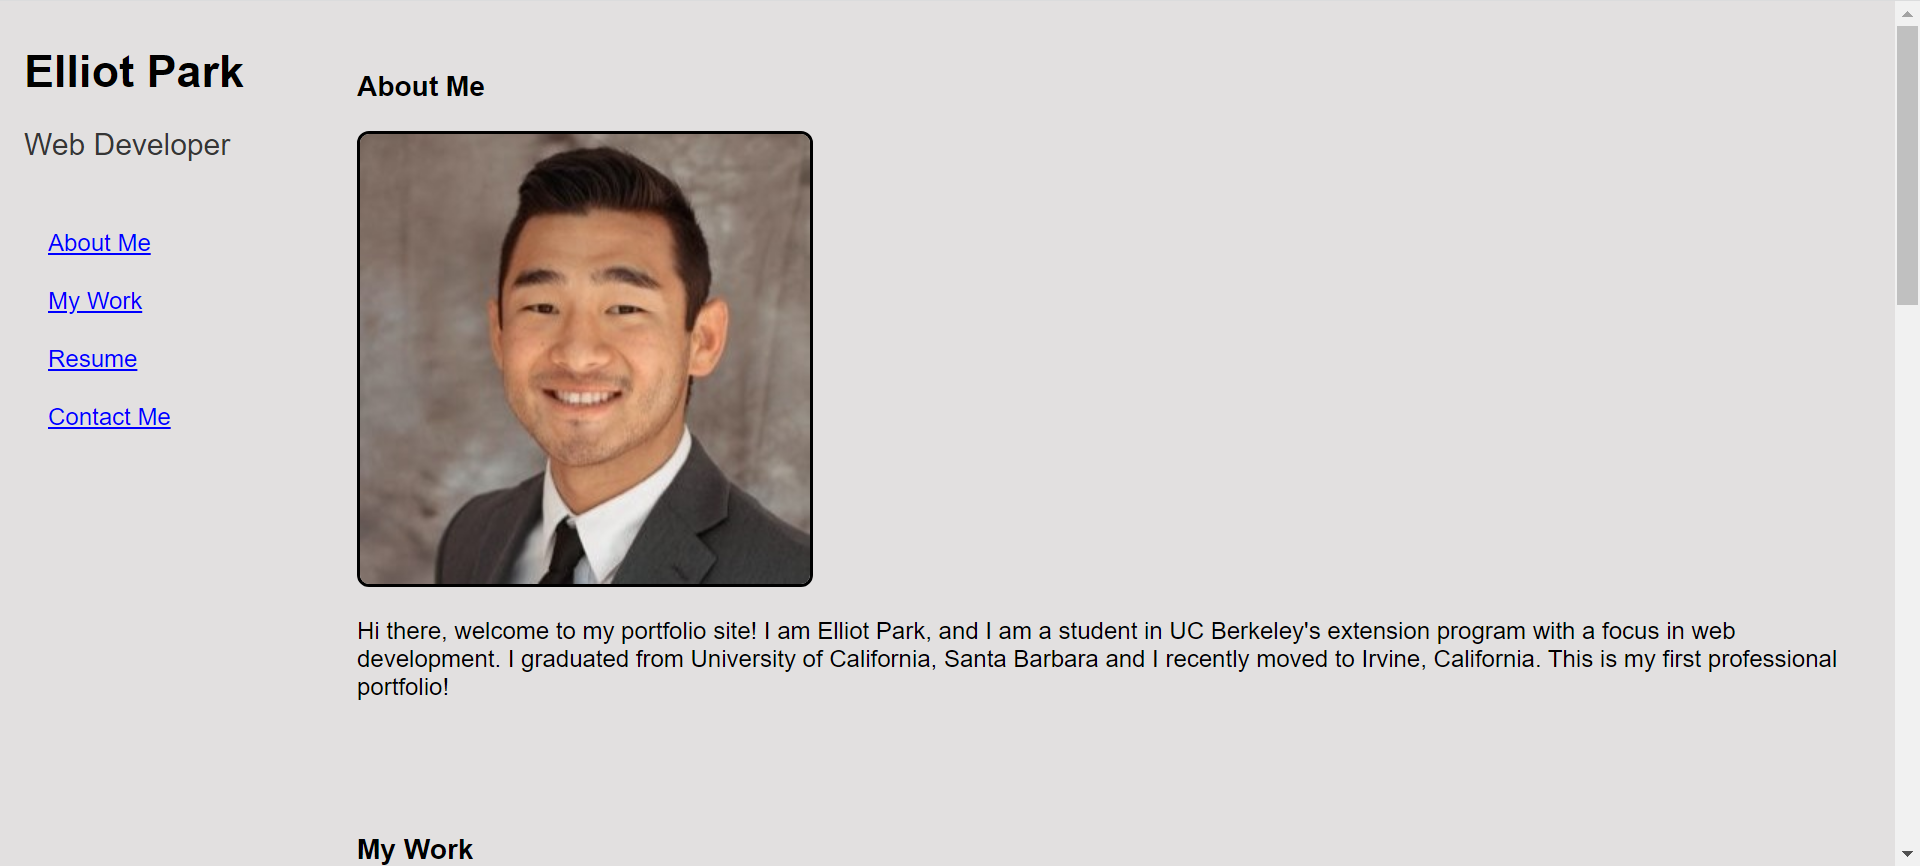 Elliot Park
Web Developer
About Me
My Work
Resume
Contact Me
About Me
Hi there, welcome to my portfolio site! I am Elliot Park, and I am a student in UC Berkeley's extension program with a focus in web
development. I graduated from University of California, Santa Barbara and I recently moved to Irvine, California. This is my first professional
portfolio!
My Work